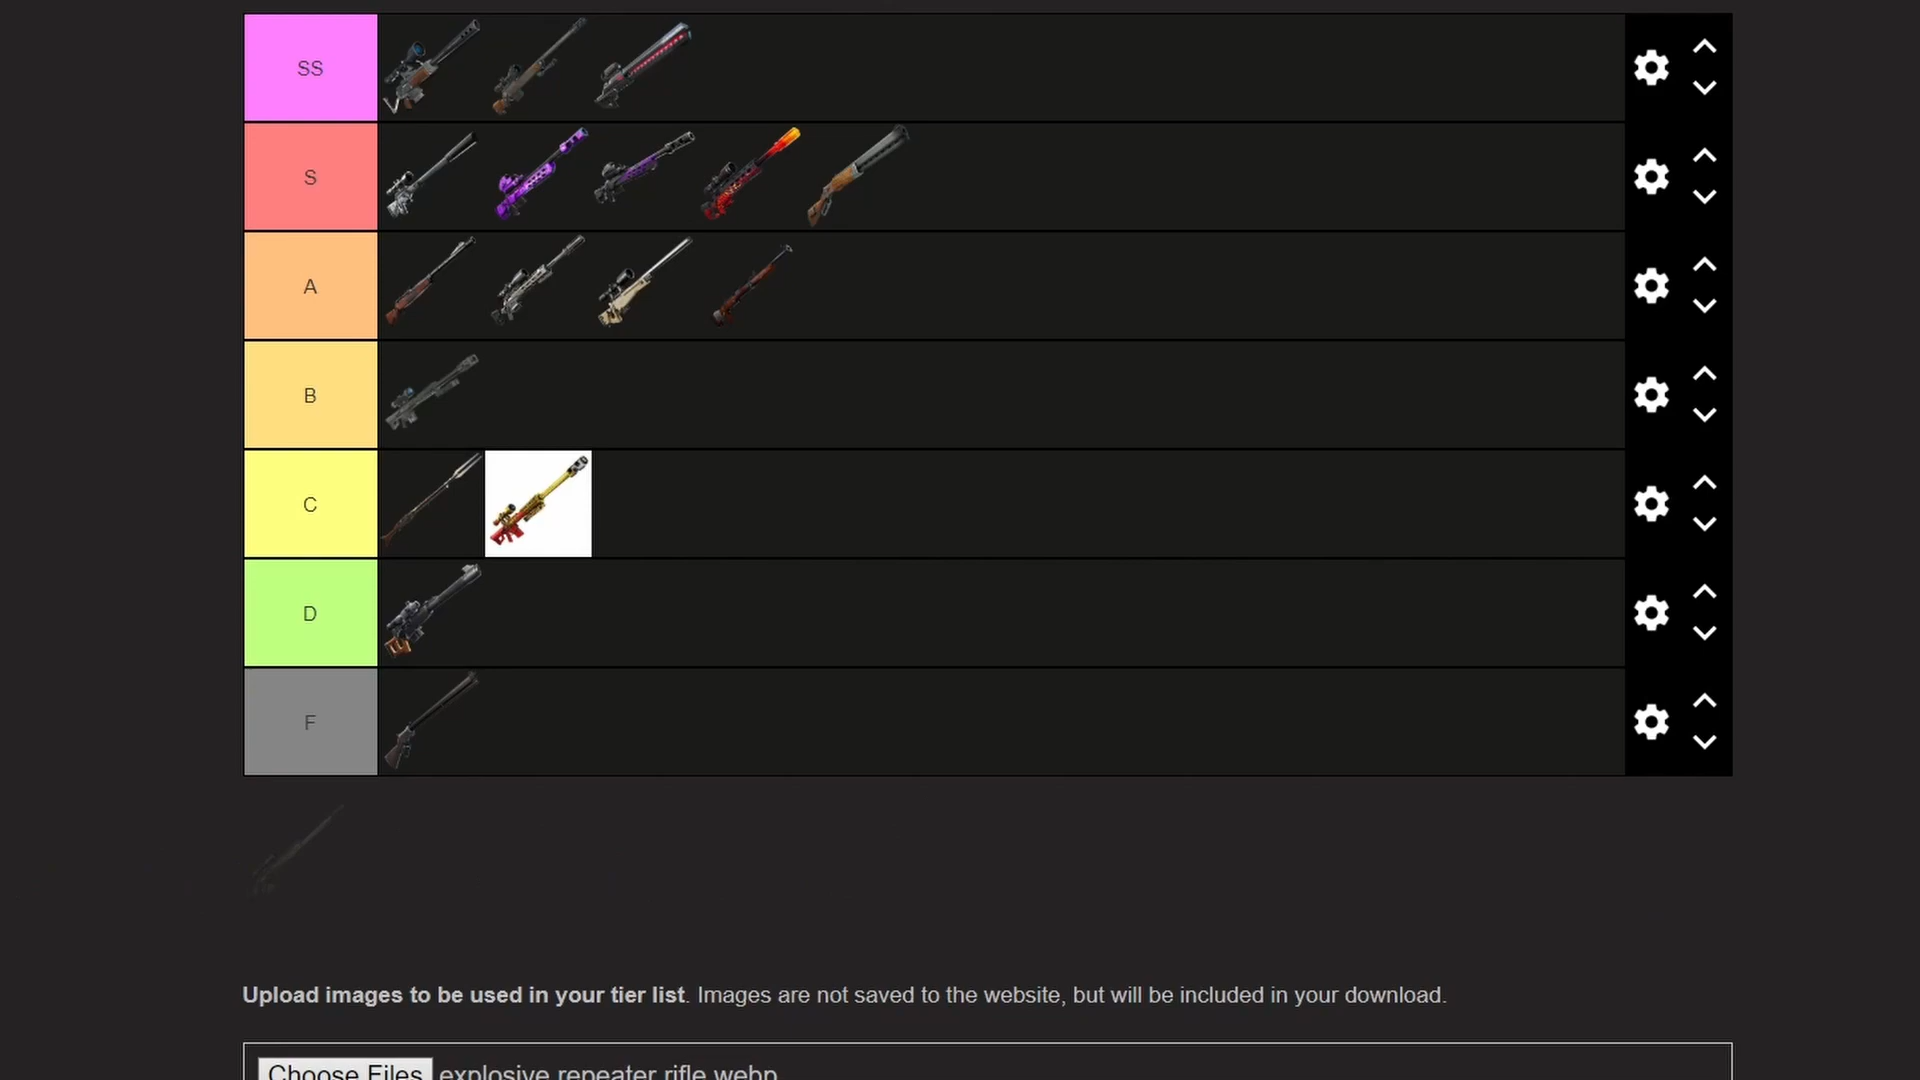 SS
S
A
B
C
D
F
Upload images to be used in your tier list. Images are not saved to the website, but will be included in your download.
Choose Files explosive repeater rifle.webp